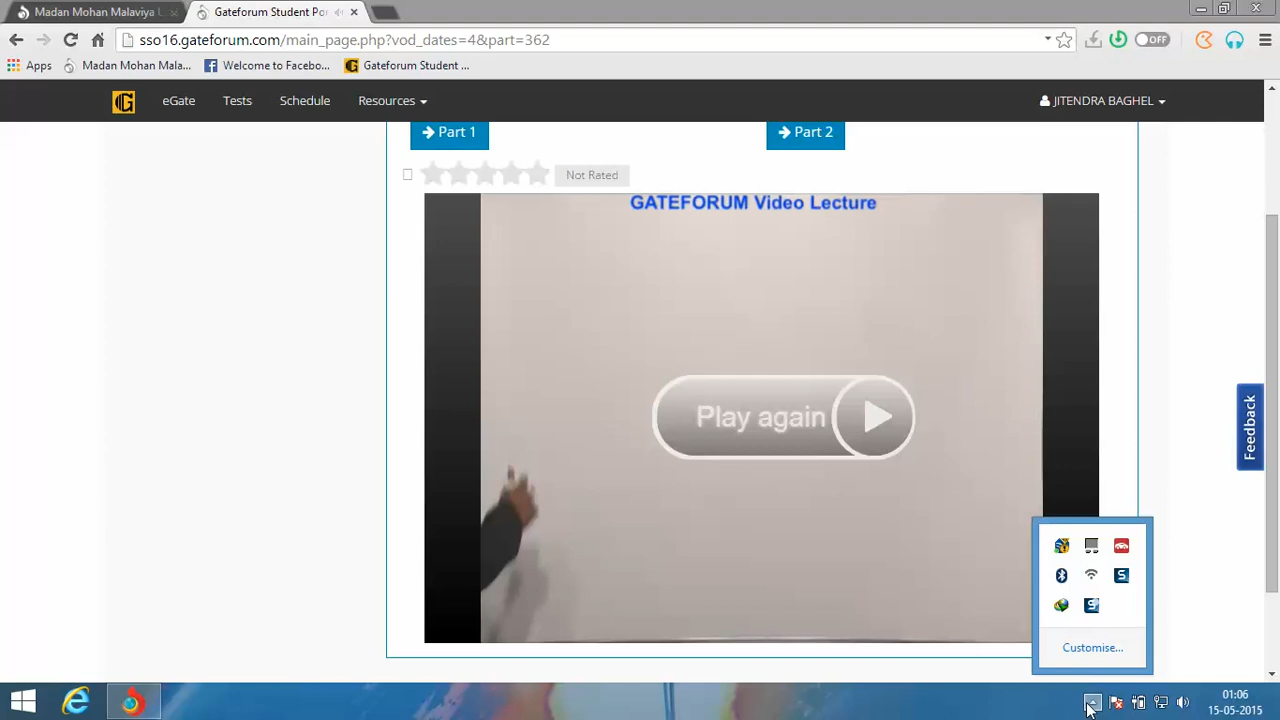 Madan Mohan Malaviya U
Gateforum Student Po
sso16.gateforum.com/main_page.php?vod_dates=4&part=362
OFF
Apps
Madan Mohan Mala...
Welcome to Facebo...
Gateforum Student ...
G
eGate
Tests
Schedule
Resources
JITENDRA BAGHEL
Part 1
Part 2
Not Rated
GATEFORUM Video Lecture
Play again
Feedback
Customise...
01:06
15-05-2015